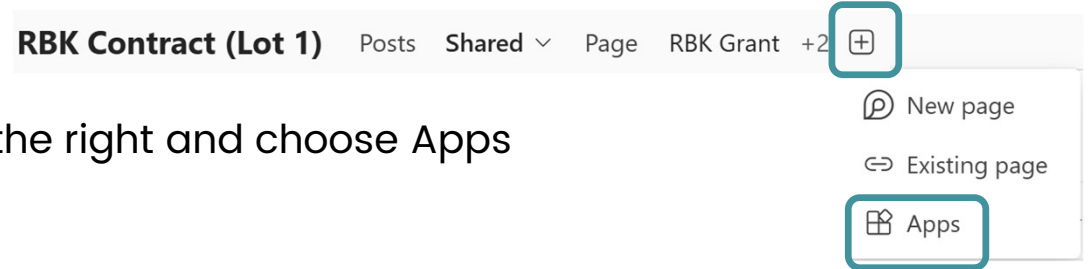 RBK Contract (Lot 1) Posts Shared Page RBK Grant +2
New page
the right and choose Apps
Existing page
Apps